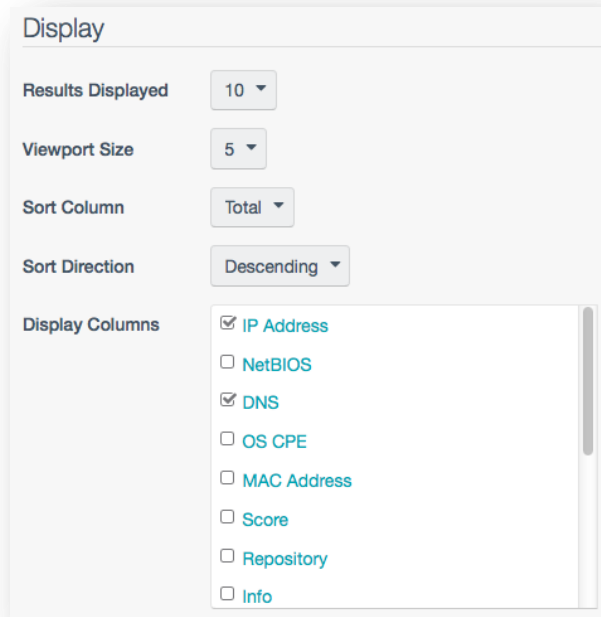 Display
Results Displayed 10
Viewport Size 5
Sort Column Total
Sort Direction Descending
Display Columns IP Address
NetBIOS
DNS
OS CPE
MAC Address
Score
Repository
Info